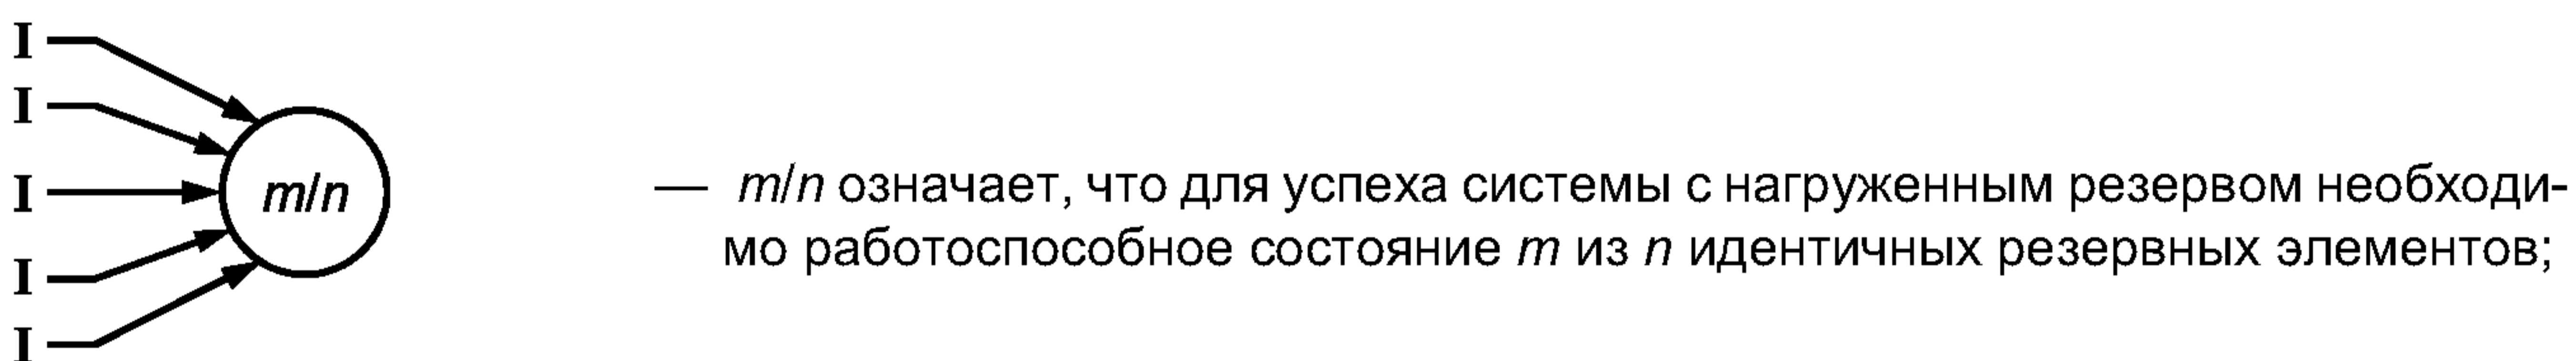 I
I
I
I
I
m/n
— m/n означает, что для успеха системы с нагруженным резервом необходи-
мо работоспособное состояние m из n идентичных резервных элементов;